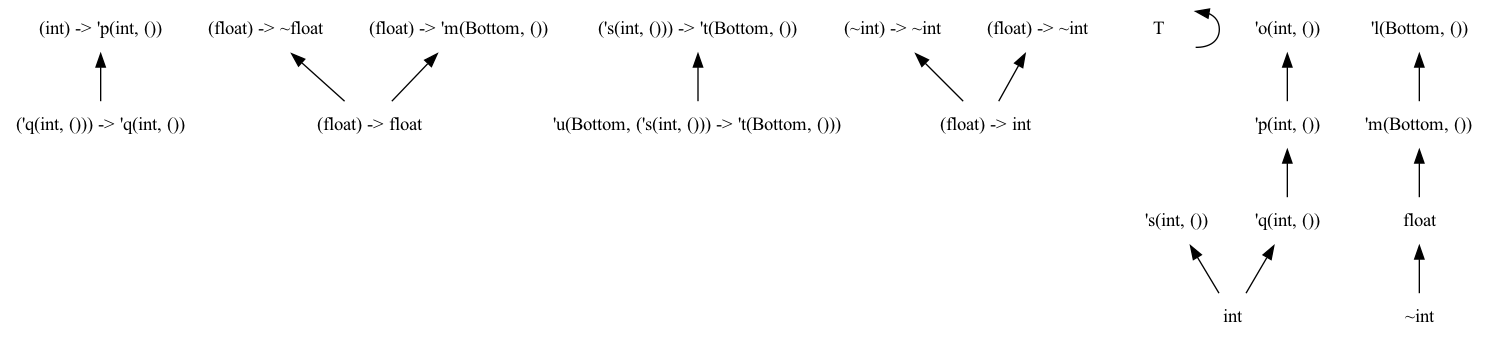 (int) -> 'p(int, ())
(float) -> ~float
(float) -> 'm(Bottom, ())
('s(int, ())) -> 't(Bottom, ())
(~int) -> ~int
(float) -> ~int
T
'o(int, ())
'l(Bottom, ())
('q(int, ())) -> 'q(int, ())
(float) -> float
'u(Bottom, ('s(int, ())) -> 't(Bottom, ()))
(float) -> int
'p(int, ())
'm(Bottom, ())
's(int, ())
'q(int, ())
float
int
~int